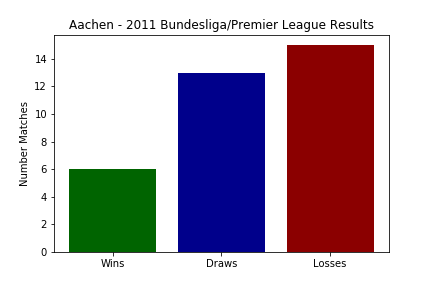 Aachen - 2011 Bundesliga/Premier League Results
Number Matches
14
12
10
8
6
4
2
0
Wins Draws Losses